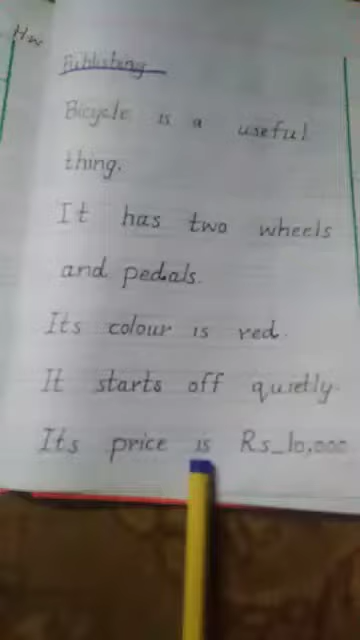 H.W
Publishing
Bicycle is a useful
thing.
It has two wheels
and pedals.
Its colour is red.
It starts off quietly.
Its price is Rs_10,000